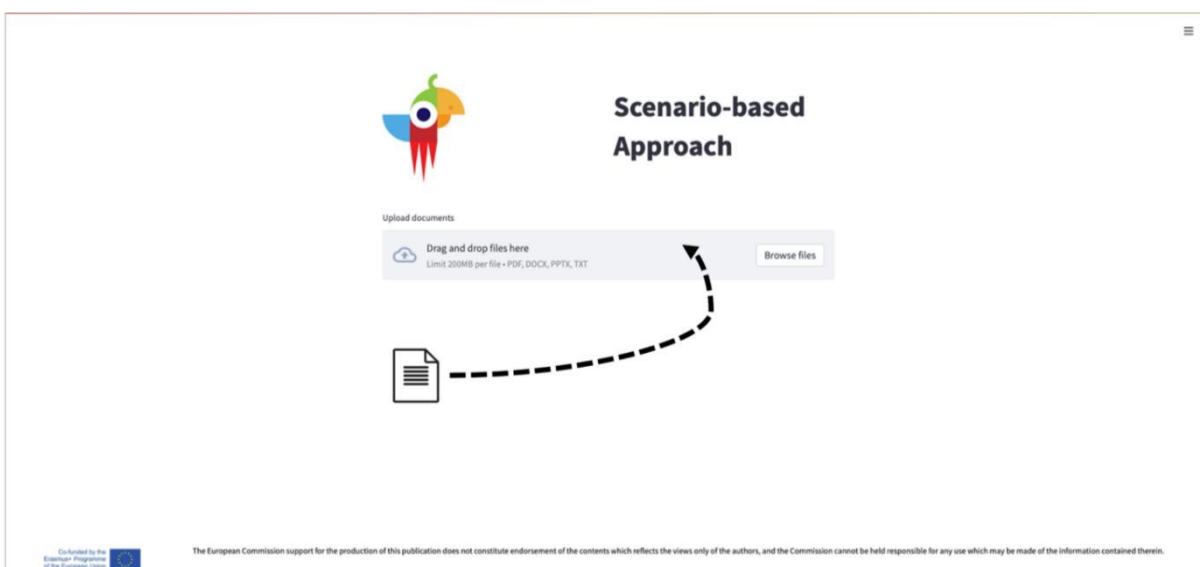 Scenario-based
Approach
Upload documents
Drag and drop files here
Limit 200MB per file • PDF, DOCX, PPTX, TXT
Browse files
Co-funded by the
Erasmus+ Programme
of the European Union
The European Commission support for the production of this publication does not constitute endorsement of the contents which reflects the views only of the authors, and the Commission cannot be held responsible for any use which may be made of the information contained therein.